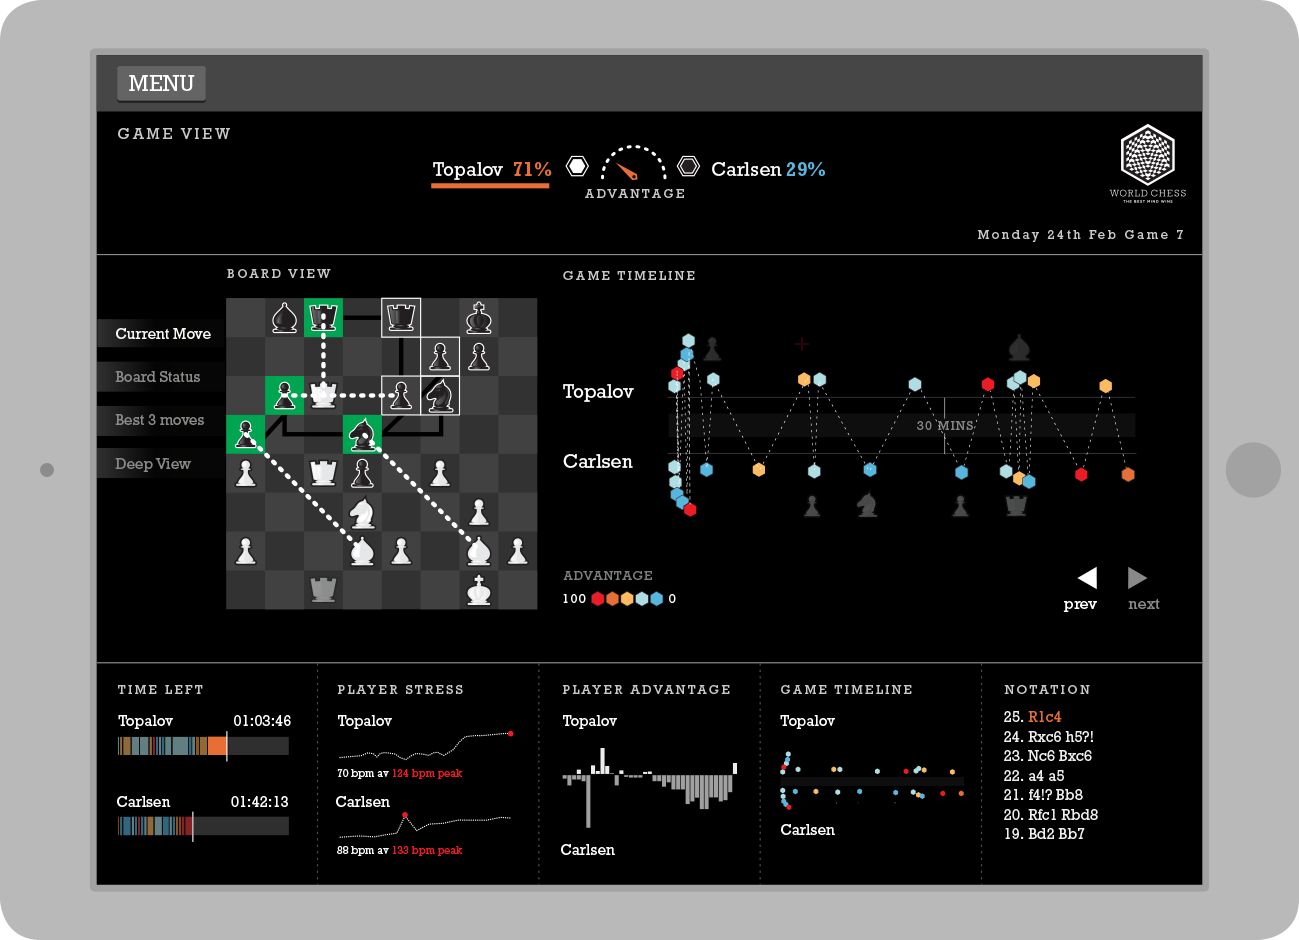 MENU
GAME VIEW
Topalov 71%
ADVANTAGE
Carlsen 29%
WORLD CHESS
THE BEST MIND WINS
Monday 24th Feb Game 7
BOARD VIEW
GAME TIMELINE
Current Move
Board Status
Best 3 moves
Deep View
Topalov
30 MINS
Carlsen
ADVANTAGE
100 0
prev
next
TIME LEFT
Topalov 01:03:46
Carlsen 01:42:13
PLAYER STRESS
Topalov
70 bpm av 124 bpm peak
Carlsen
88 bpm av 133 bpm peak
PLAYER ADVANTAGE
Topalov
Carlsen
GAME TIMELINE
Topalov
Carlsen
NOTATION
25. R1c4
24. Rxc6 h5?!
23. Nc6 Bxc6
22. a4 a5
21. f4!? Bb8
20. Rfc1 Rbd8
19. Bd2 Bb7